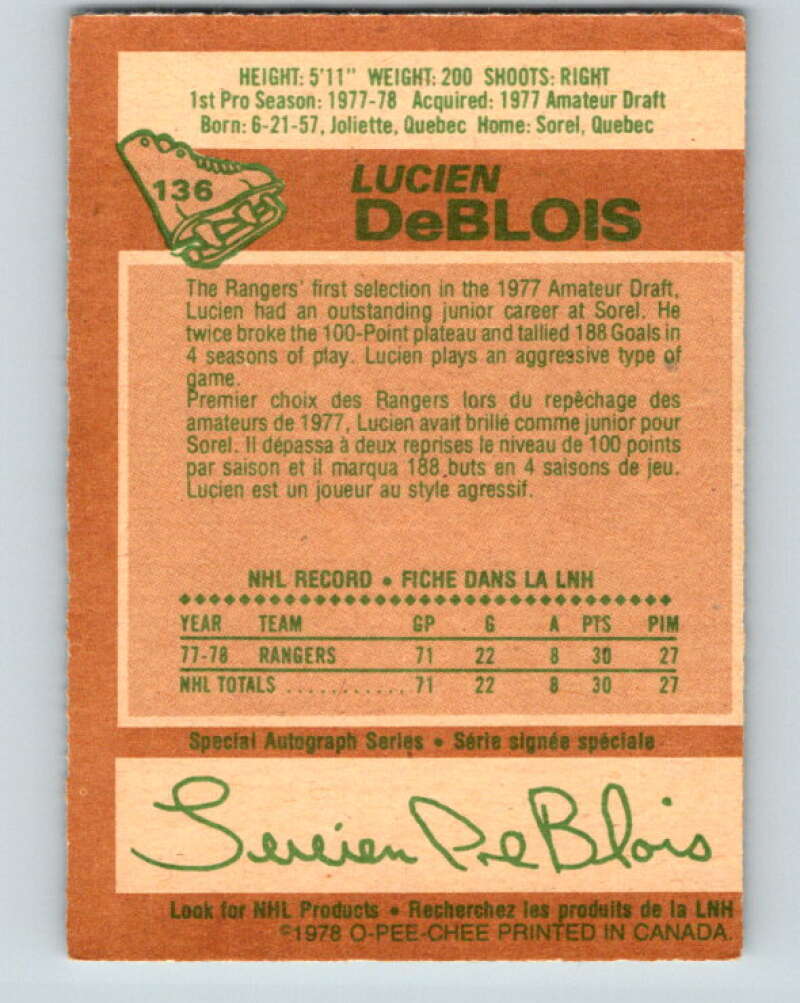 HEIGHT: 5'11" WEIGHT: 200 SHOOTS: RIGHT
1st Pro Season: 1977-78 Acquired: 1977 Amateur Draft
Born: 6-21-57, Joliette, Quebec Home: Sorel, Quebec
136
LUCIEN
DeBLOIS
The Rangers' first selection in the 1977 Amateur Draft,
Lucien had an outstanding junior career at Sorel. He
twice broke the 100-Point plateau and tallied 188 Goals in
4 seasons of play. Lucien plays an aggressive type of
game.
Premier choix des Rangers lors du repêchage des
amateurs de 1977, Lucien avait brillé comme junior pour
Sorel. Il dépassa à deux reprises le niveau de 100 points
par saison et il marqua 188 buts en 4 saisons de jeu.
Lucien est un joueur au style agressif.
NHL RECORD • FICHE DANS LA LNH
YEAR TEAM GP G A PTS PIM
77-78 RANGERS 71 22 8 30 27
NHL TOTALS ........... 71 22 8 30 27
Special Autograph Series • Série signée spéciale
Lucien DeBlois
Look for NHL Products • Recherchez les produits de la LNH
©1978 O-PEE-CHEE PRINTED IN CANADA.